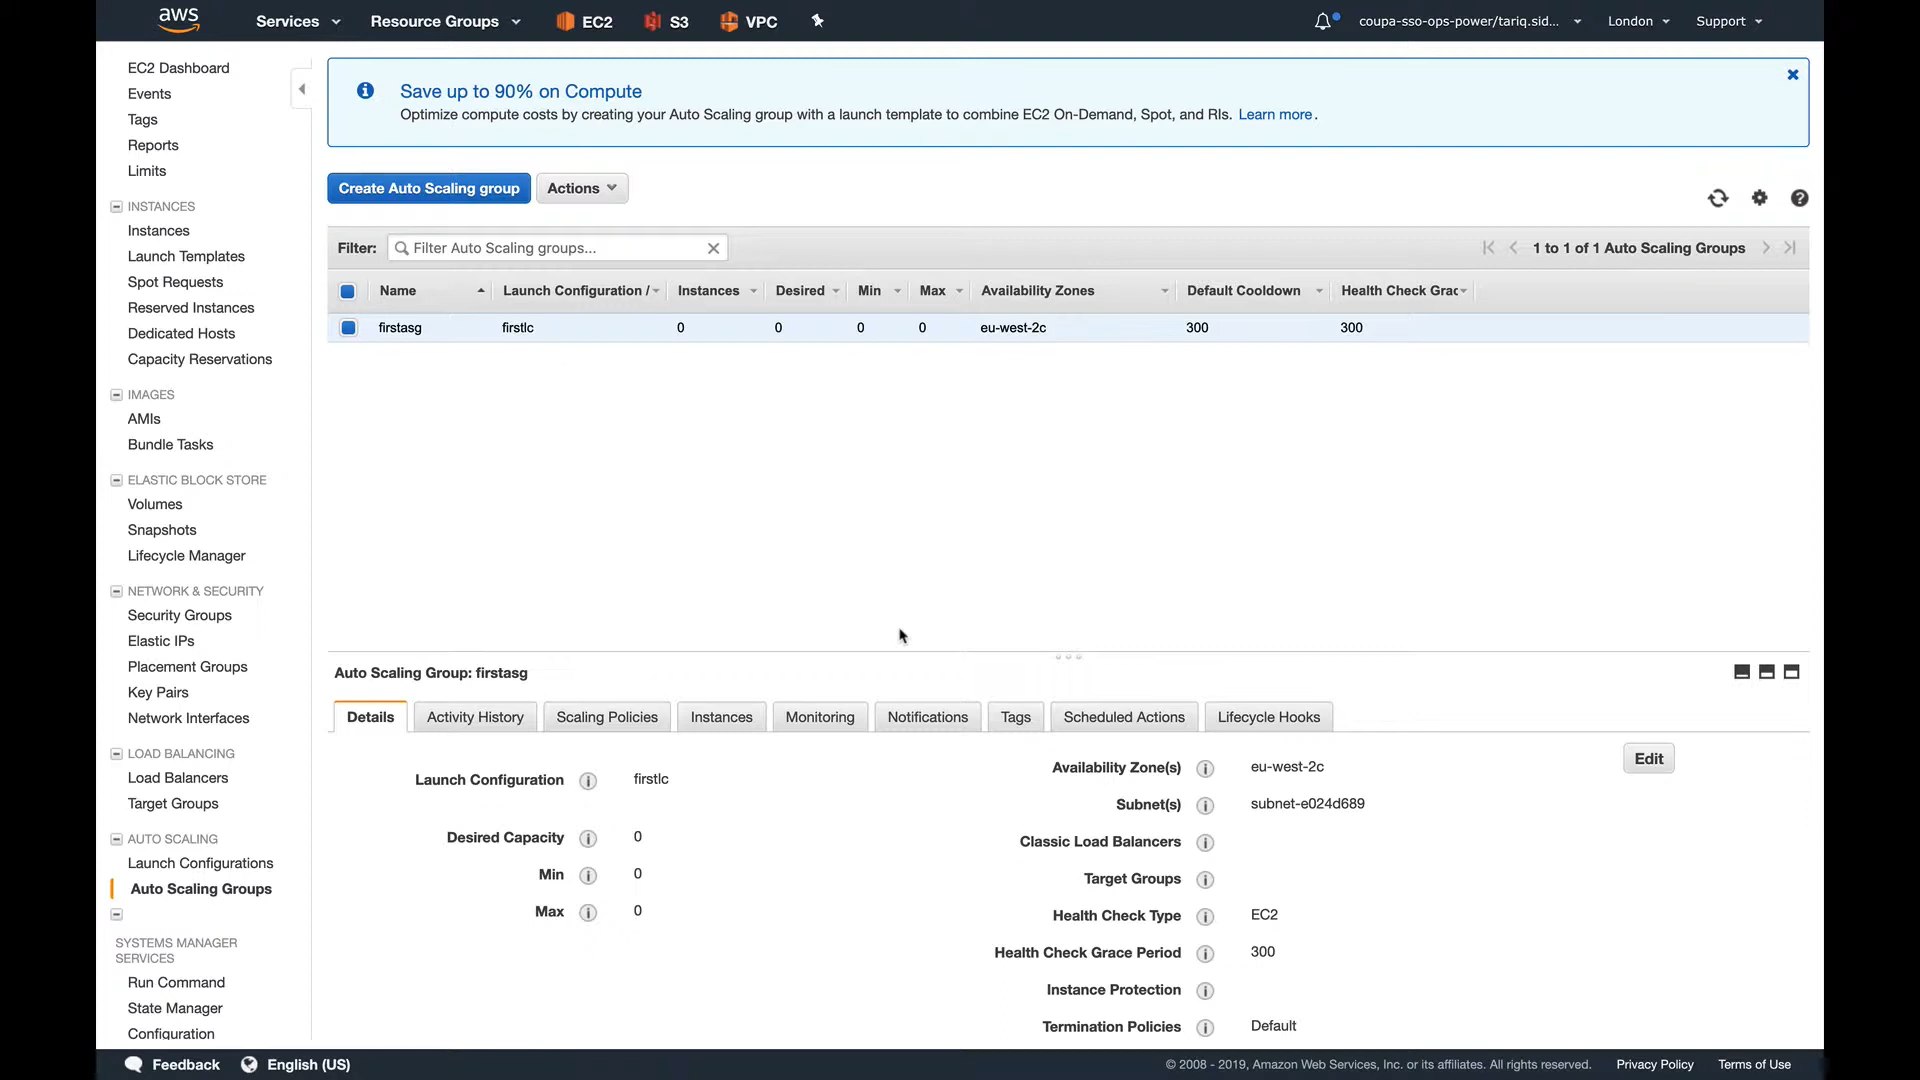 aws
Services
Resource Groups
EC2
S3
VPC
coupa-sso-ops-power/tariq.sid...
London
Support
EC2 Dashboard
Events
Tags
Reports
Limits
INSTANCES
Instances
Launch Templates
Spot Requests
Reserved Instances
Dedicated Hosts
Capacity Reservations
IMAGES
AMIs
Bundle Tasks
ELASTIC BLOCK STORE
Volumes
Snapshots
Lifecycle Manager
NETWORK & SECURITY
Security Groups
Elastic IPs
Placement Groups
Key Pairs
Network Interfaces
LOAD BALANCING
Load Balancers
Target Groups
AUTO SCALING
Launch Configurations
Auto Scaling Groups
SYSTEMS MANAGER
SERVICES
Run Command
State Manager
Configuration
Save up to 90% on Compute
Optimize compute costs by creating your Auto Scaling group with a launch template to combine EC2 On-Demand, Spot, and RIs. Learn more.
Create Auto Scaling group
Actions
Filter: Filter Auto Scaling groups...
1 to 1 of 1 Auto Scaling Groups
Name Launch Configuration / Instances Desired Min Max Availability Zones Default Cooldown Health Check Grac
firstasg firstlc 0 0 0 0 eu-west-2c 300 300
Auto Scaling Group: firstasg
Details Activity History Scaling Policies Instances Monitoring Notifications Tags Scheduled Actions Lifecycle Hooks
Edit
Launch Configuration firstlc
Desired Capacity 0
Min 0
Max 0
Availability Zone(s) eu-west-2c
Subnet(s) subnet-e024d689
Classic Load Balancers
Target Groups
Health Check Type EC2
Health Check Grace Period 300
Instance Protection
Termination Policies Default
Feedback
English (US)
© 2008 - 2019, Amazon Web Services, Inc. or its affiliates. All rights reserved.
Privacy Policy
Terms of Use